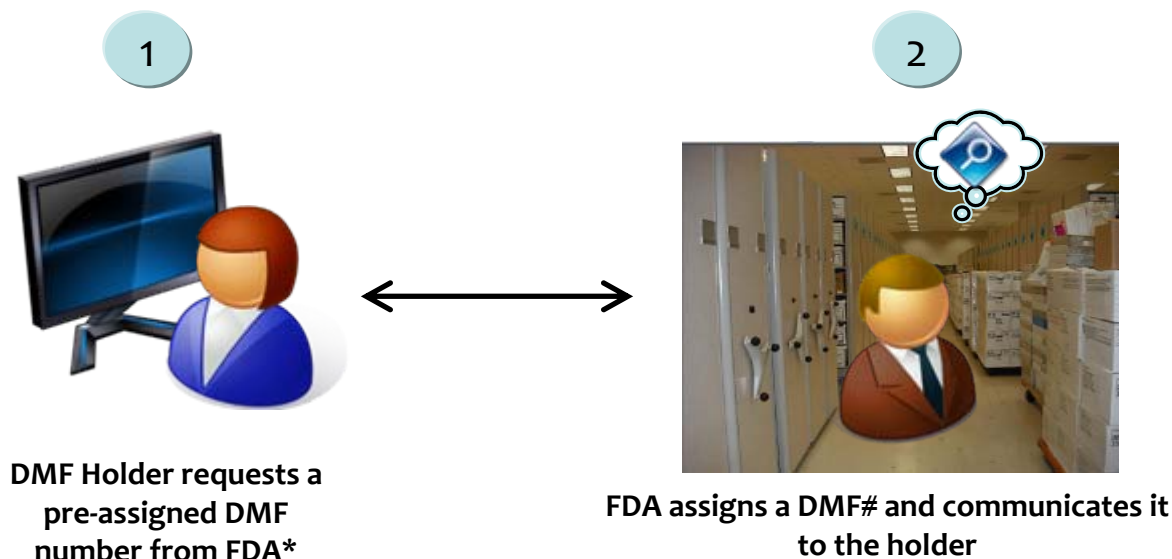 1
2
DMF Holder requests a
pre-assigned DMF
number from FDA*
FDA assigns a DMF# and communicates it
to the holder